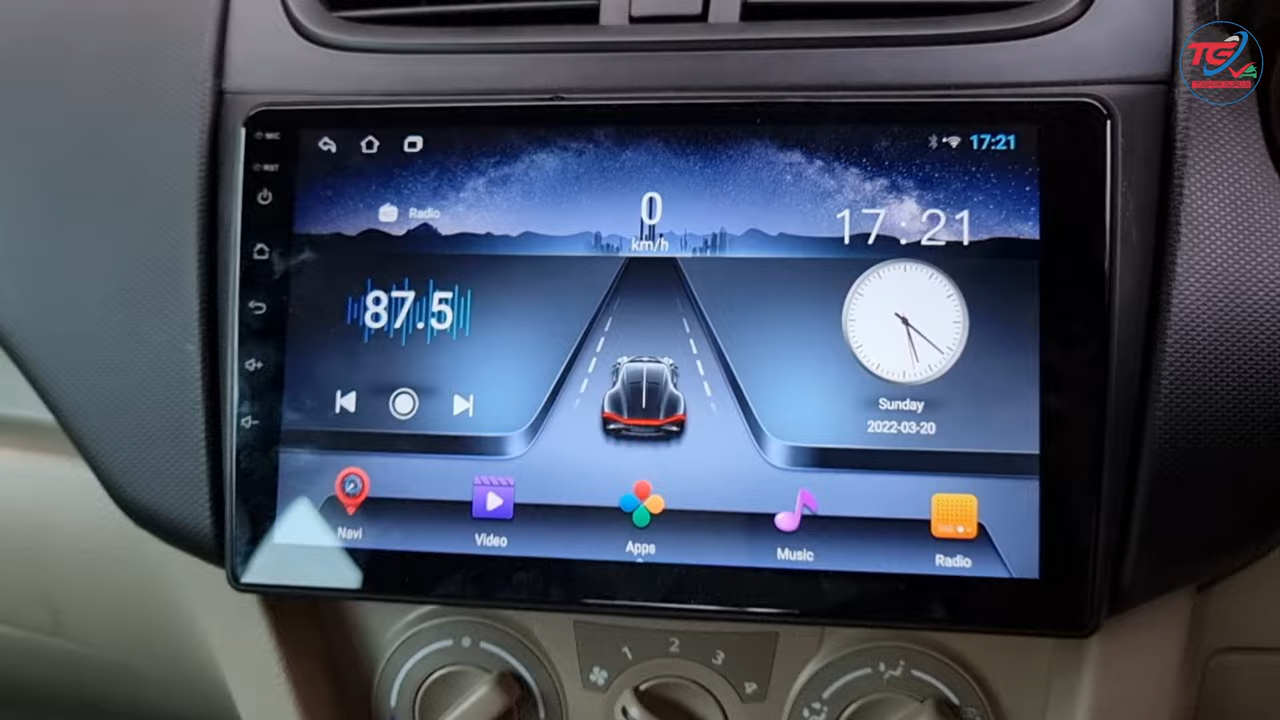 TG
MIC
17:21
RST
Radio
0
km/h
17:21
87.5
Sunday
2022-03-20
Navi
Video
Apps
Music
Radio
1
2
3
4